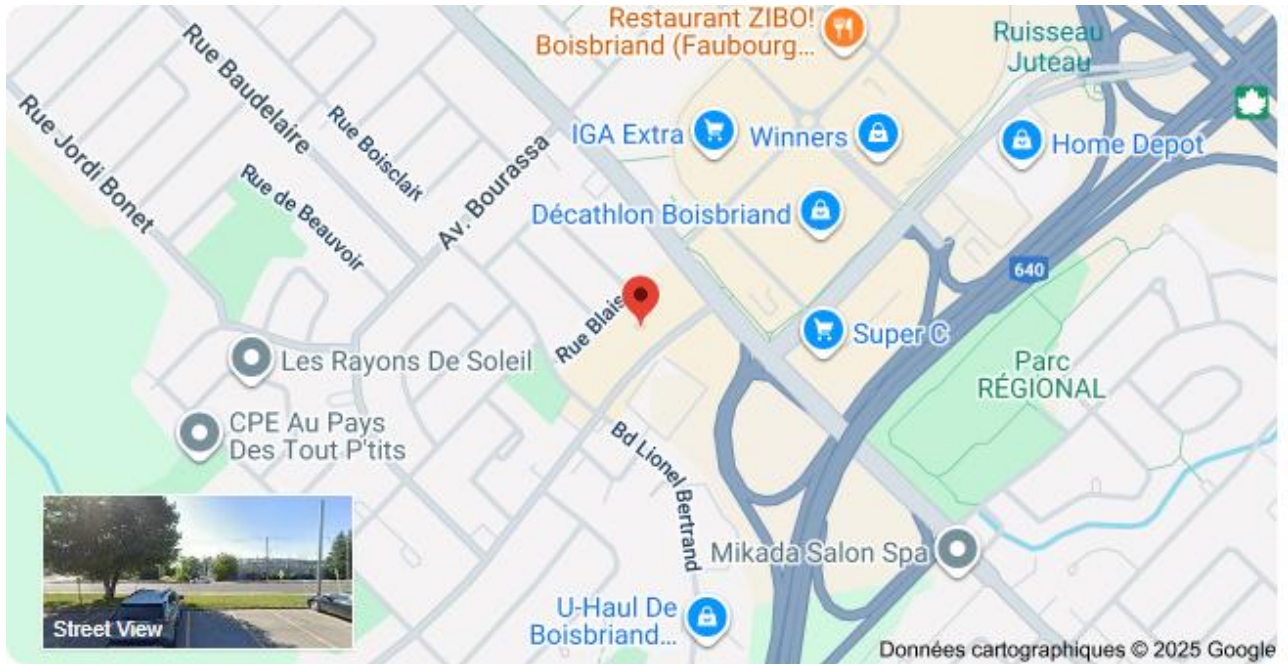 Restaurant ZIBO!
Boisbriand (Faubourg...
Ruisseau
Juteau
Rue Baudelaire
Rue Boisclair
IGA Extra
Winners
Home Depot
Rue Jordi Bonet
Av. Bourassa
Rue de Beauvoir
Décathlon Boisbriand
640
Rue Blais
Super C
Les Rayons De Soleil
Parc
RÉGIONAL
CPE Au Pays
Des Tout P'tits
Bd Lionel Bertrand
Mikada Salon Spa
U-Haul De
Boisbriand...
Street View
Données cartographiques © 2025 Google